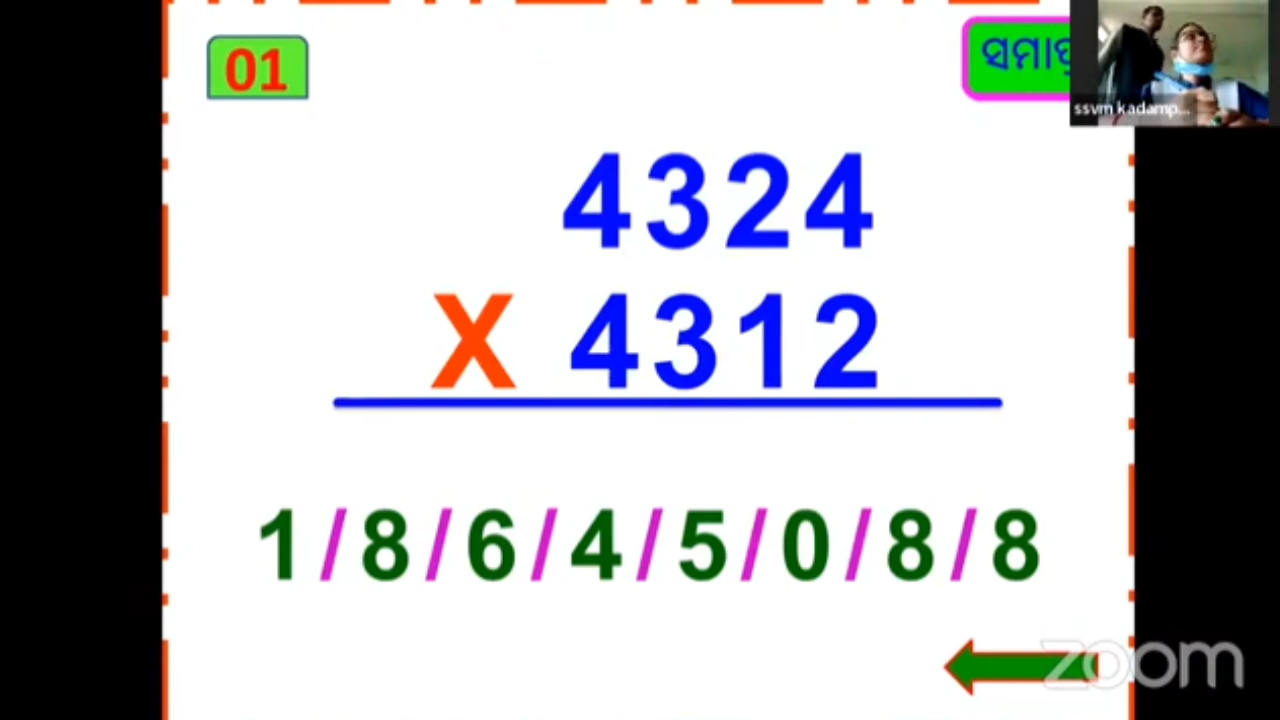 01
ssvm kadamp...
4324
X 4312
1/8/6/4/5/0/8/8
zoom